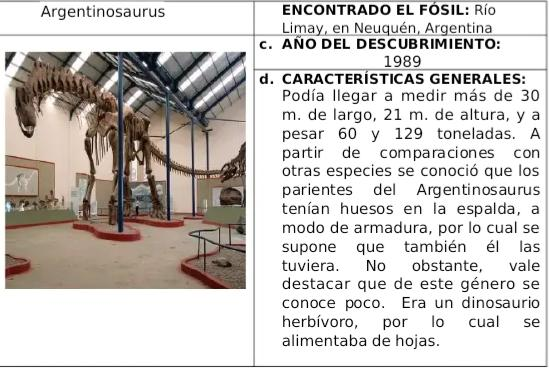 Argentinosaurus
ENCONTRADO EL FÓSIL: Río
Limay, en Neuquén, Argentina
c. AÑO DEL DESCUBRIMIENTO:
1989
d. CARACTERÍSTICAS GENERALES:
Podía llegar a medir más de 30
m. de largo, 21 m. de altura, y a
pesar 60 y 129 toneladas. A
partir de comparaciones con
otras especies se conoció que los
parientes del Argentinosaurus
tenían huesos en la espalda, a
modo de armadura, por lo cual se
supone que también él las
tuviera. No obstante, vale
destacar que de este género se
conoce poco. Era un dinosaurio
herbívoro, por lo cual se
alimentaba de hojas.